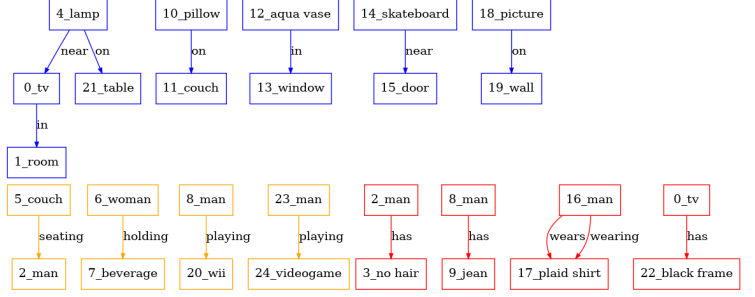 4_lamp 10_pillow 12_aqua vase 14_skateboard 18_picture
near on on in near on
0_tv 21_table 11_couch 13_window 15_door 19_wall
in
1_room
5_couch 6_woman 8_man 23_man 2_man 8_man 16_man 0_tv
seating holding playing playing has has wears wearing has
2_man 7_beverage 20_wii 24_videogame 3_no hair 9_jean 17_plaid shirt 22_black frame